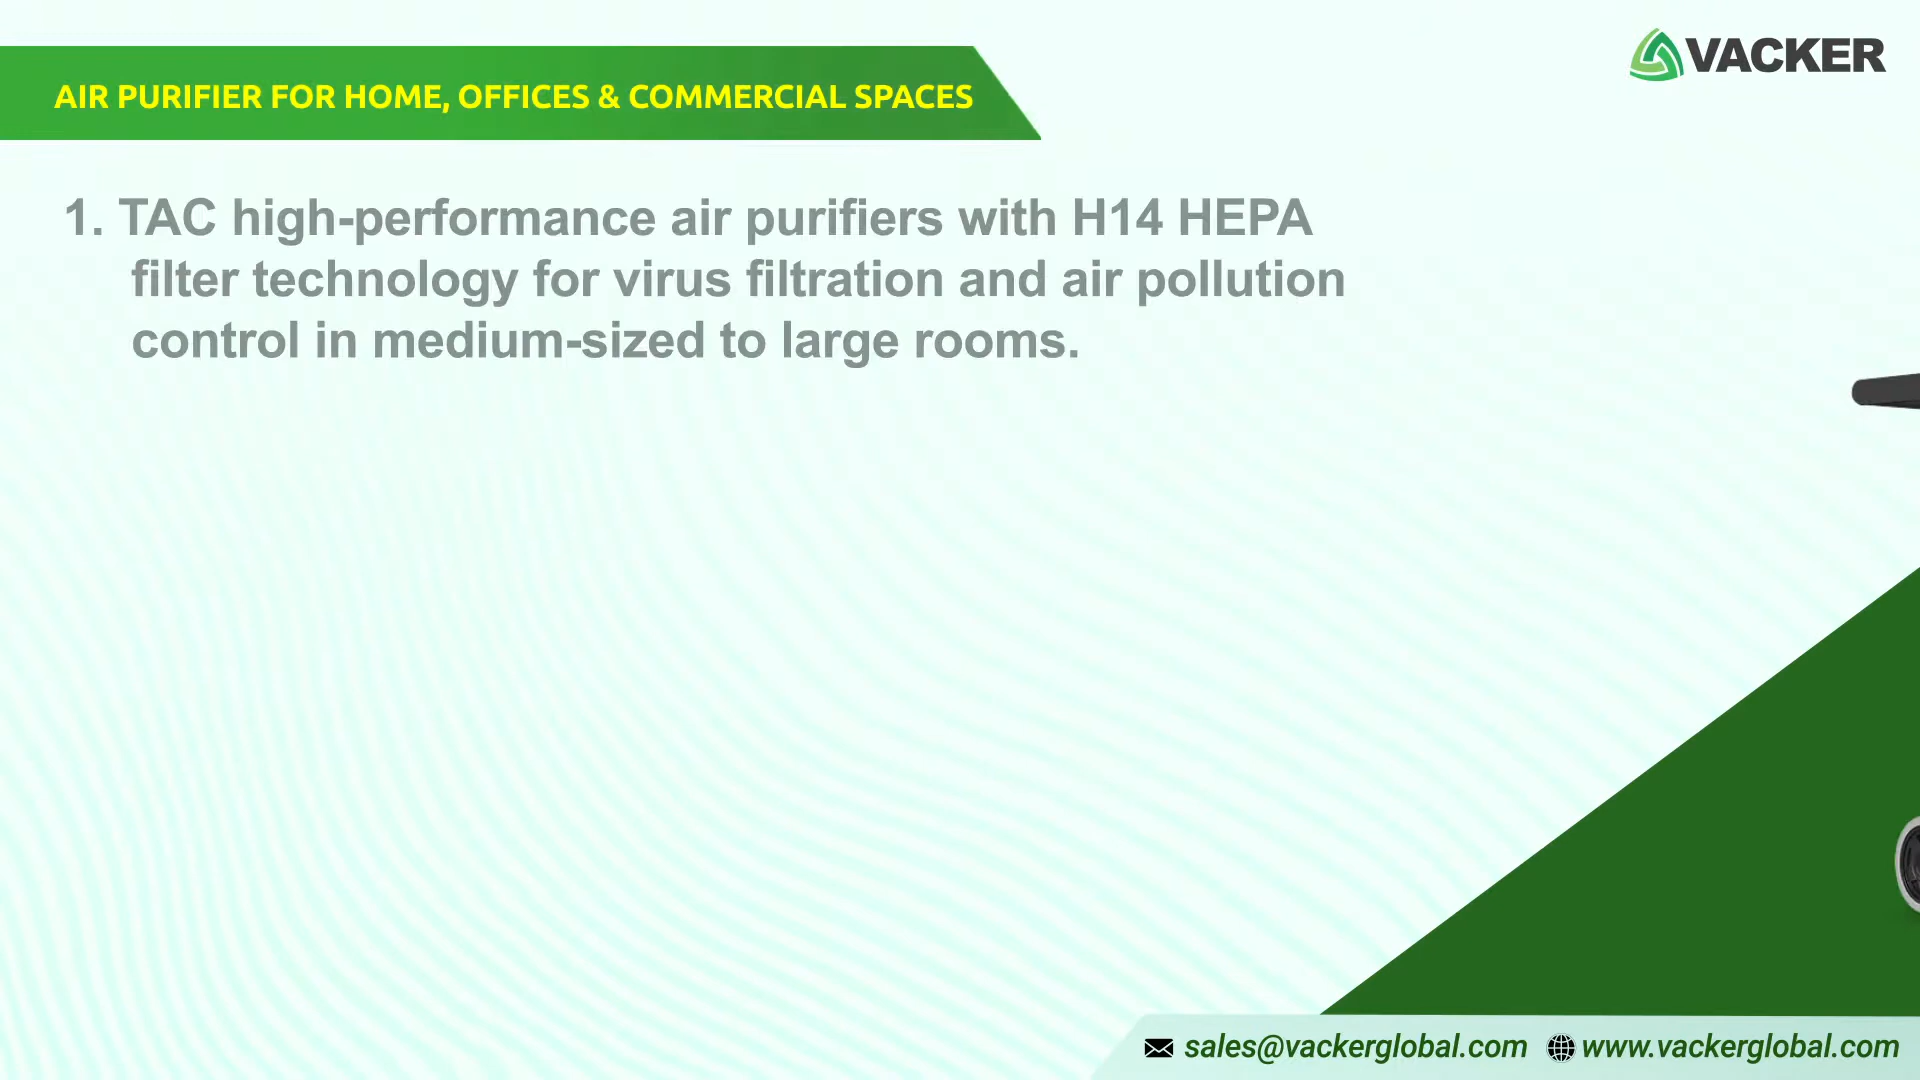 VACKER
AIR PURIFIER FOR HOME, OFFICES & COMMERCIAL SPACES
1. TAC high-performance air purifiers with H14 HEPA
filter technology for virus filtration and air pollution
control in medium-sized to large rooms.
sales@vackerglobal.com www.vackerglobal.com